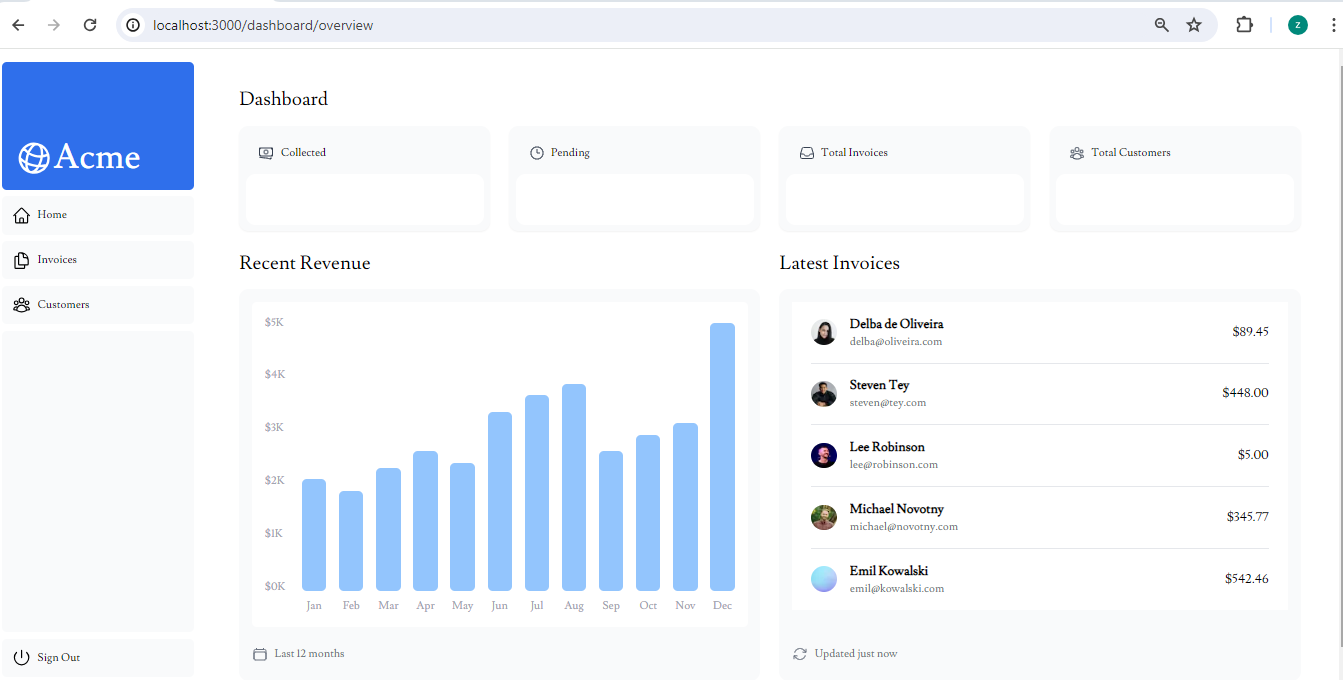 localhost:3000/dashboard/overview
z
Acme
Home
Invoices
Customers
Sign Out
Dashboard
Collected
Pending
Total Invoices
Total Customers
Recent Revenue
$5K
$4K
$3K
$2K
$1K
$0K
Jan Feb Mar Apr May Jun Jul Aug Sep Oct Nov Dec
Last 12 months
Latest Invoices
Delba de Oliveira
delba@oliveira.com
$89.45
Steven Tey
steven@tey.com
$448.00
Lee Robinson
lee@robinson.com
$5.00
Michael Novotny
michael@novotny.com
$345.77
Emil Kowalski
emil@kowalski.com
$542.46
Updated just now